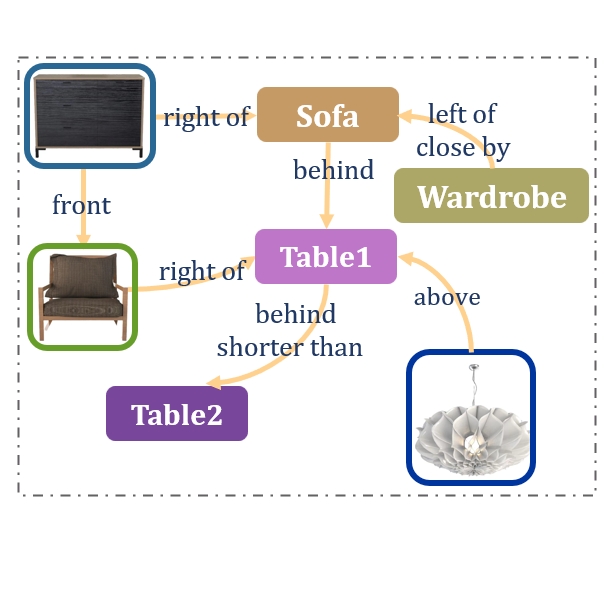 right of
Sofa
left of
close by
behind
Wardrobe
front
right of
Table1
above
behind
shorter than
Table2